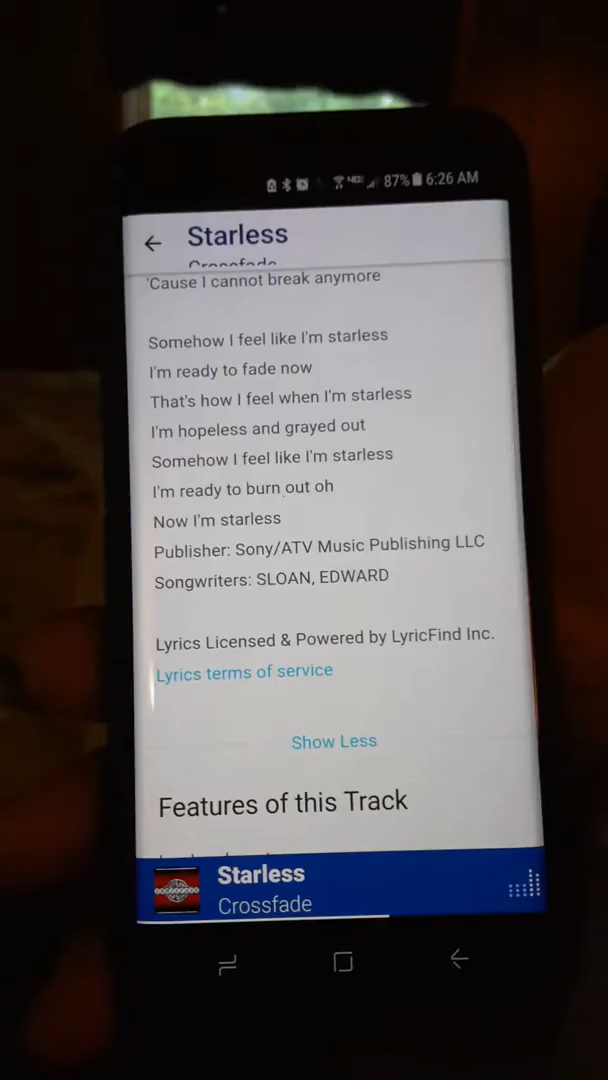 87% 6:26 AM
Starless
Crossfade
'Cause I cannot break anymore
Somehow I feel like I'm starless
I'm ready to fade now
That's how I feel when I'm starless
I'm hopeless and grayed out
Somehow I feel like I'm starless
I'm ready to burn out oh
Now I'm starless
Publisher: Sony/ATV Music Publishing LLC
Songwriters: SLOAN, EDWARD
Lyrics Licensed & Powered by LyricFind Inc.
Lyrics terms of service
Show Less
Features of this Track
Starless
Crossfade